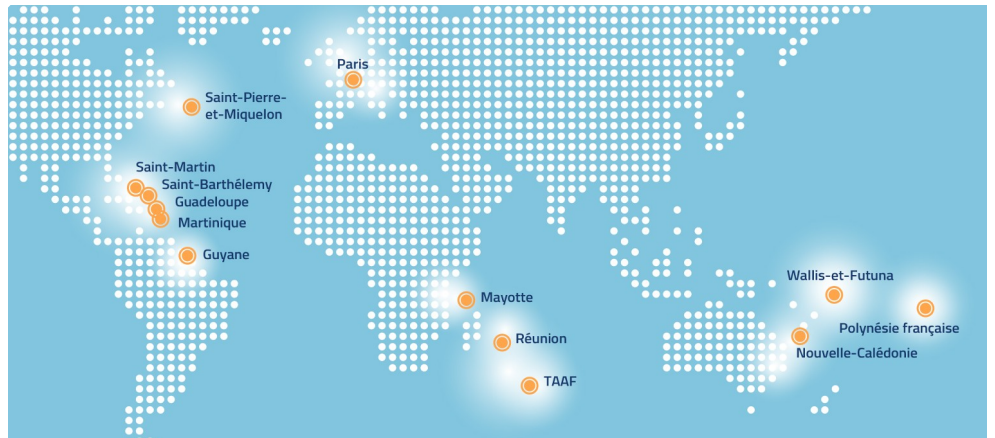 Paris
Saint-Pierre-
et-Miquelon
Saint-Martin
Saint-Barthélemy
Guadeloupe
Martinique
Guyane
Wallis-et-Futuna
Mayotte
Polynésie française
Réunion
Nouvelle-Calédonie
TAAF